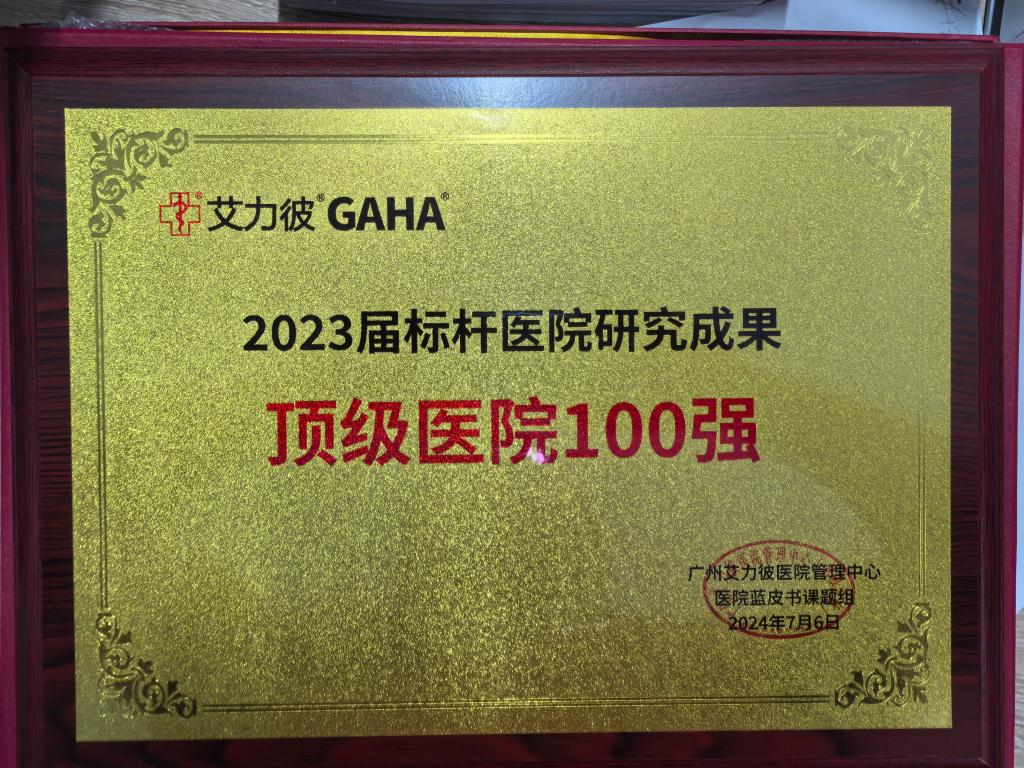 艾力彼® GAHA®
2023届标杆医院研究成果
顶级医院100强
广州艾力彼医院管理中心
医院蓝皮书课题组
2024年7月6日